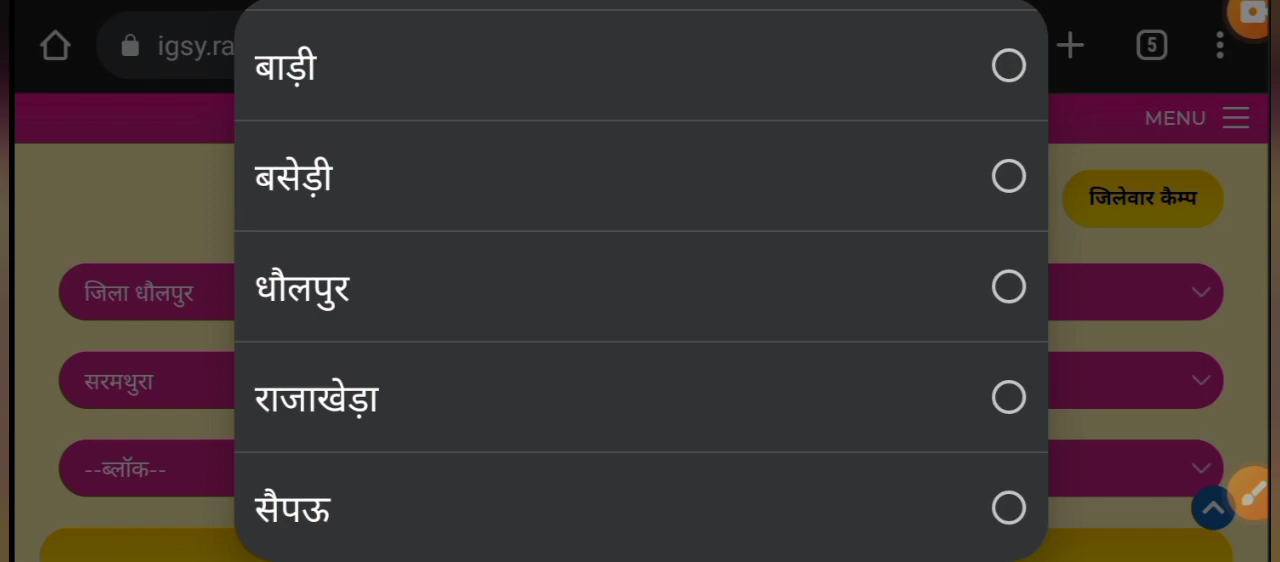 igsy.ra
5
बाड़ी
MENU
बसेड़ी
जिलेवार कैम्प
जिला धौलपुर
धौलपुर
सरमथुरा
राजाखेड़ा
--ब्लॉक--
सैपऊ